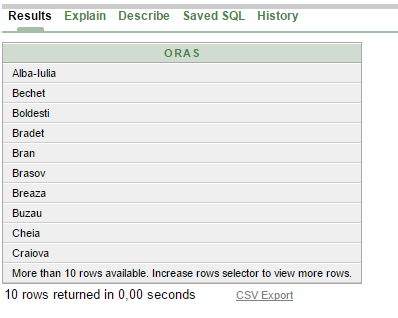 Results Explain Describe Saved SQL History
ORAS
Alba-Iulia
Bechet
Boldesti
Bradet
Bran
Brasov
Breaza
Buzau
Cheia
Craiova
More than 10 rows available. Increase rows selector to view more rows.
10 rows returned in 0,00 seconds CSV Export